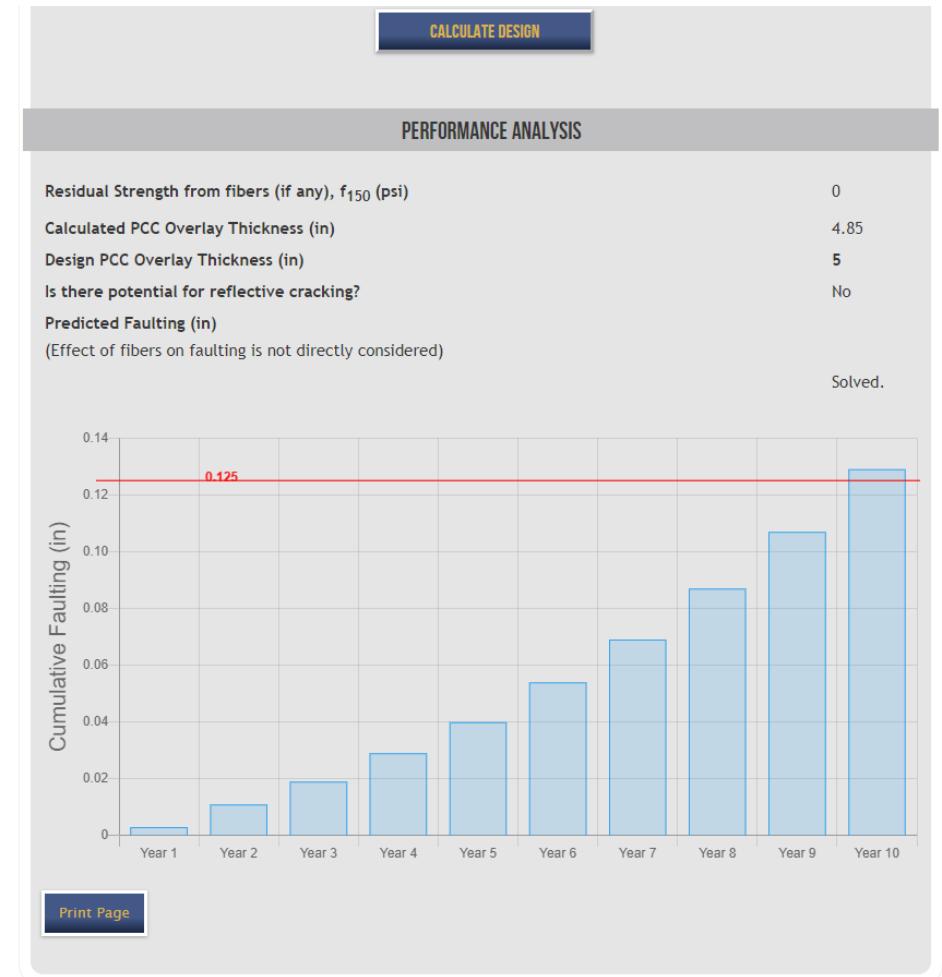 CALCULATE DESIGN
PERFORMANCE ANALYSIS
Residual Strength from fibers (if any), f150 (psi) 0
Calculated PCC Overlay Thickness (in) 4.85
Design PCC Overlay Thickness (in) 5
Is there potential for reflective cracking? No
Predicted Faulting (in)
(Effect of fibers on faulting is not directly considered)
Solved.
Cumulative Faulting (in)
0.14
0.125
0.12
0.10
0.08
0.06
0.04
0.02
0
Year 1 Year 2 Year 3 Year 4 Year 5 Year 6 Year 7 Year 8 Year 9 Year 10
Print Page